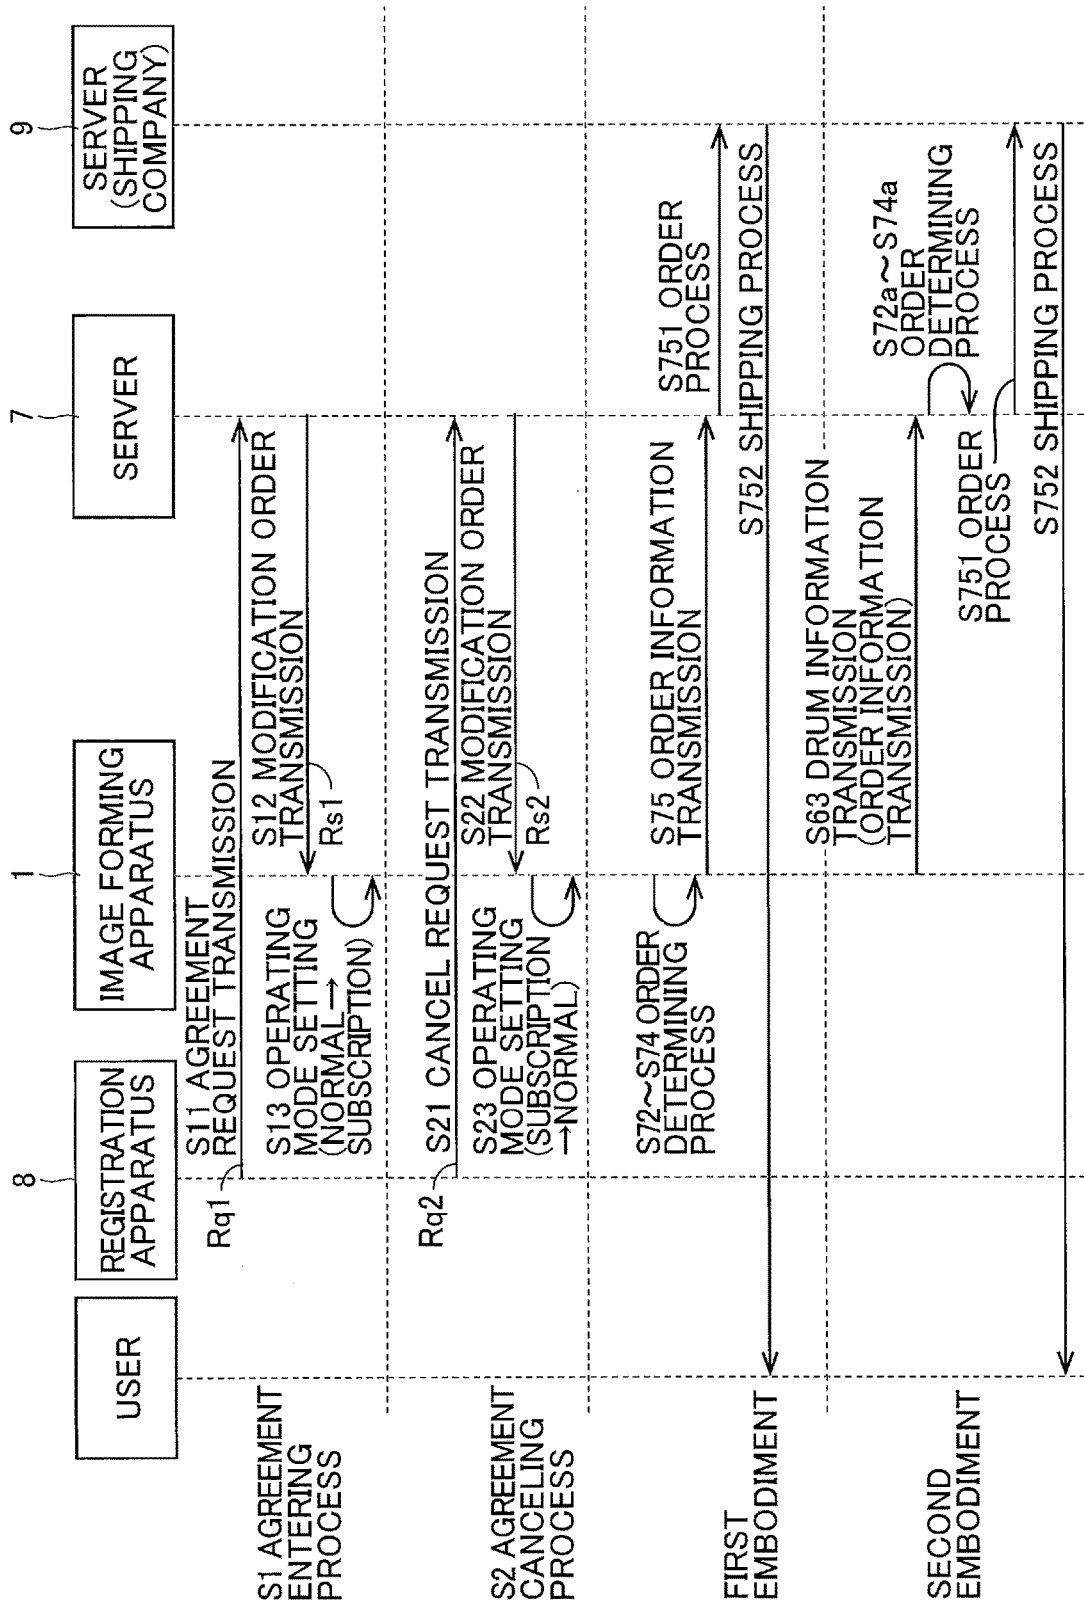 USER
8
REGISTRATION
APPARATUS
1
IMAGE FORMING
APPARATUS
7
SERVER
9
SERVER
(SHIPPING
COMPANY)
S1 AGREEMENT
ENTERING
PROCESS
Rq1
S11 AGREEMENT
REQUEST TRANSMISSION
S12 MODIFICATION ORDER
TRANSMISSION
Rs1
S13 OPERATING
MODE SETTING
(NORMAL→
SUBSCRIPTION)
S2 AGREEMENT
CANCELING
PROCESS
Rq2
S21 CANCEL REQUEST TRANSMISSION
S22 MODIFICATION ORDER
TRANSMISSION
Rs2
S23 OPERATING
MODE SETTING
(SUBSCRIPTION
→NORMAL)
FIRST
EMBODIMENT
S72~S74 ORDER
DETERMINING
PROCESS
S75 ORDER INFORMATION
TRANSMISSION
S751 ORDER
PROCESS
S752 SHIPPING PROCESS
SECOND
EMBODIMENT
S63 DRUM INFORMATION
TRANSMISSION
(ORDER INFORMATION
TRANSMISSION)
S72a~S74a
ORDER
DETERMINING
PROCESS
S751 ORDER
PROCESS
S752 SHIPPING PROCESS